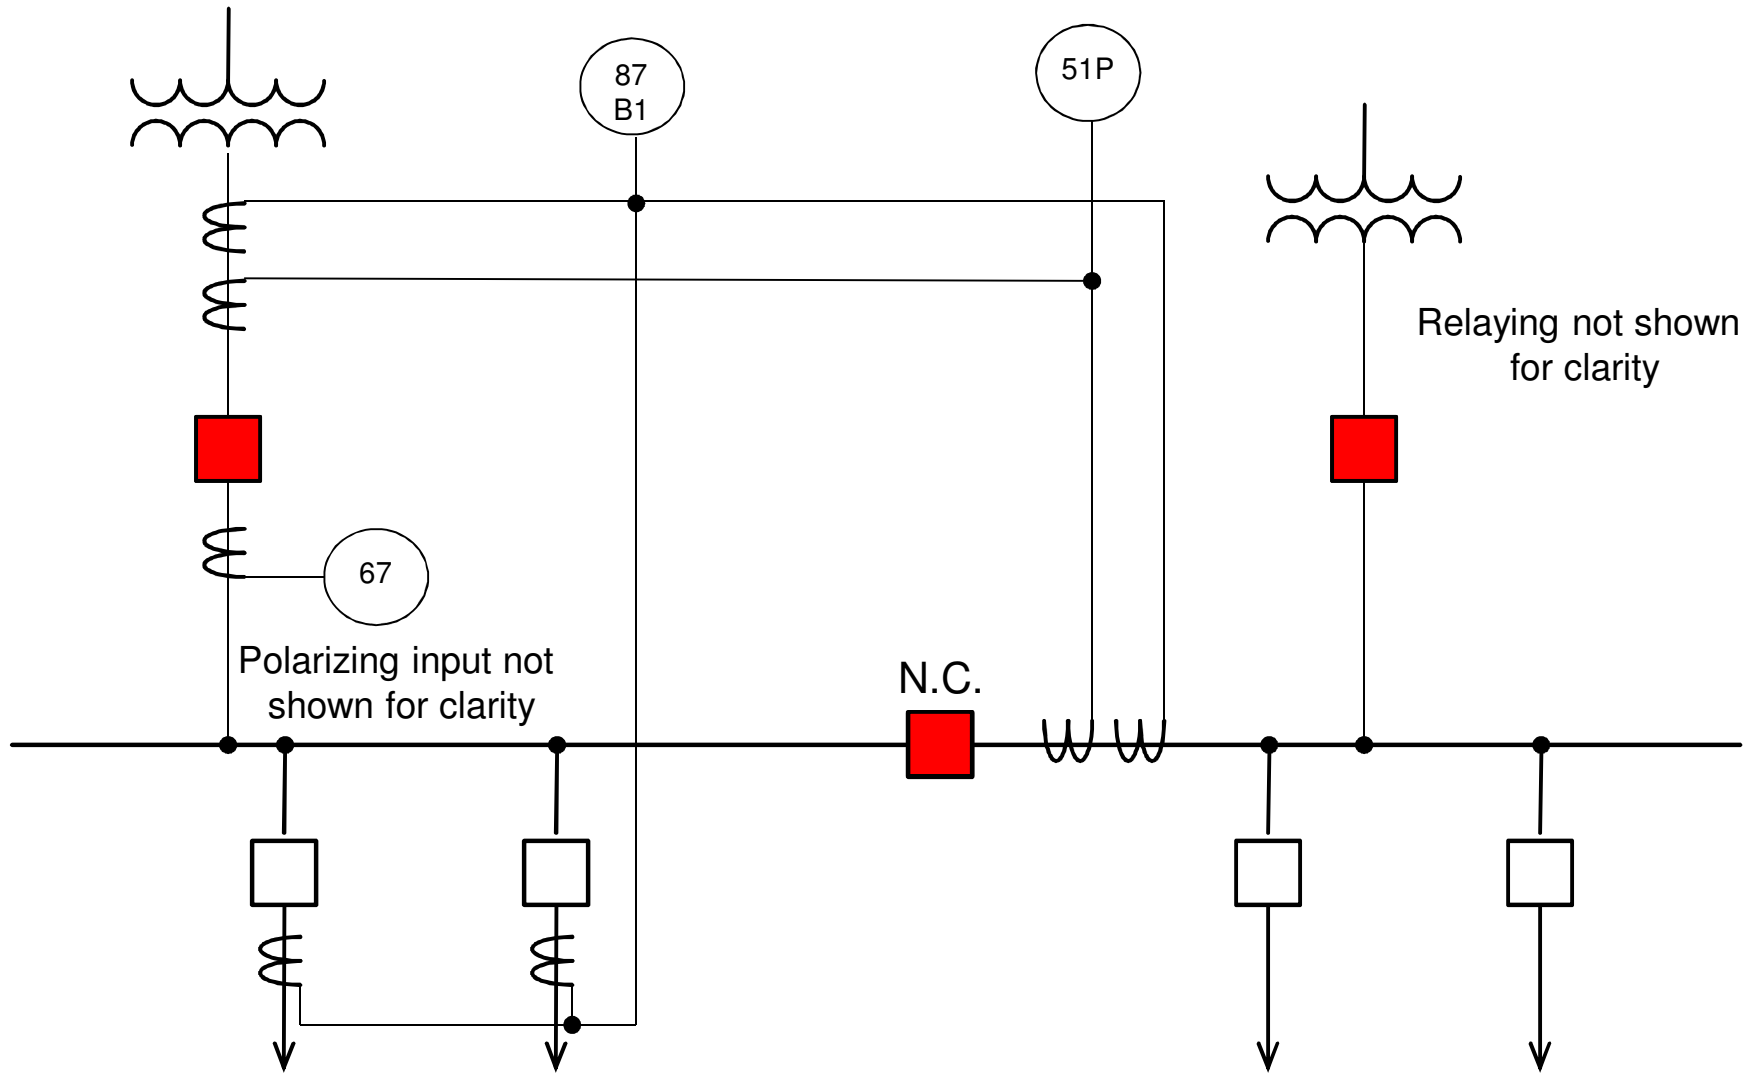 87
B1
51P
Relaying not shown
for clarity
67
Polarizing input not
shown for clarity
N.C.